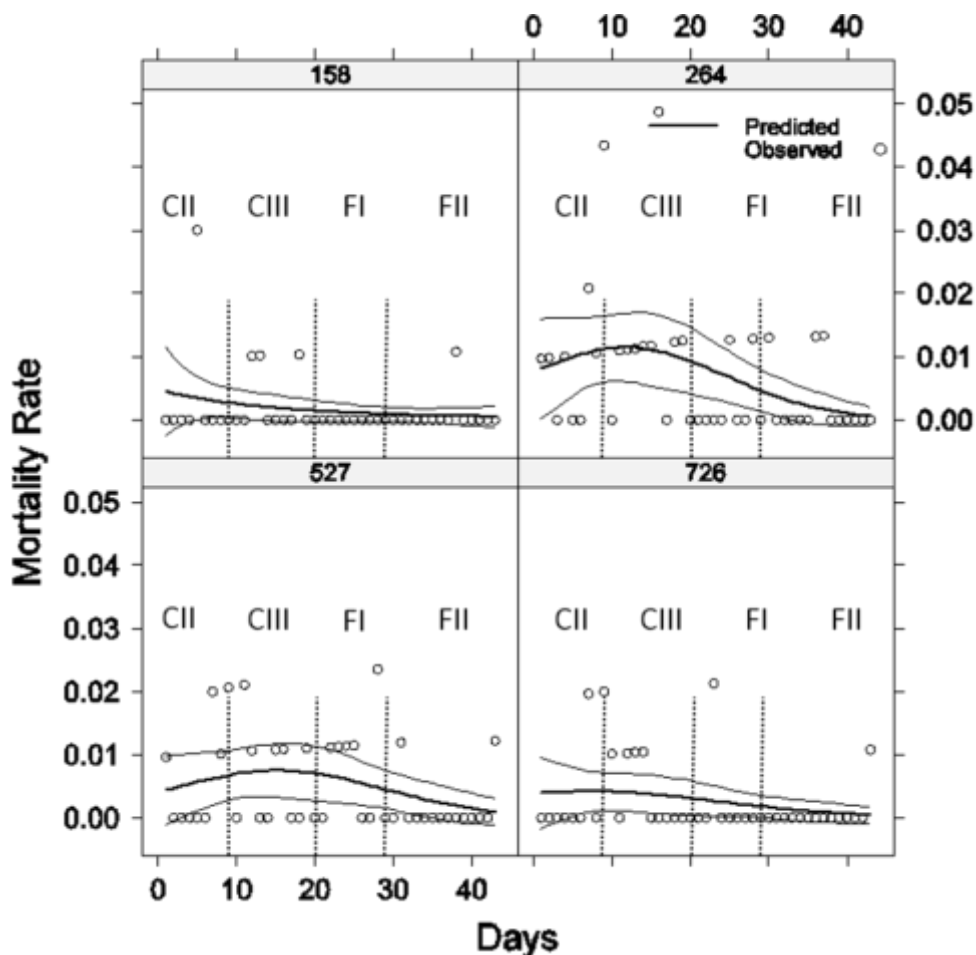 0 10 20 30 40
158 264
0.05
Predicted
Observed
0.04
CII CIII FI FII CII CIII FI FII
0.03
0.02
0.01
0.00
527 726
0.05
0.04
0.03
CII CIII FI FII CII CIII FI FII
0.02
0.01
0.00
0 10 20 30 40
Mortality Rate
Days